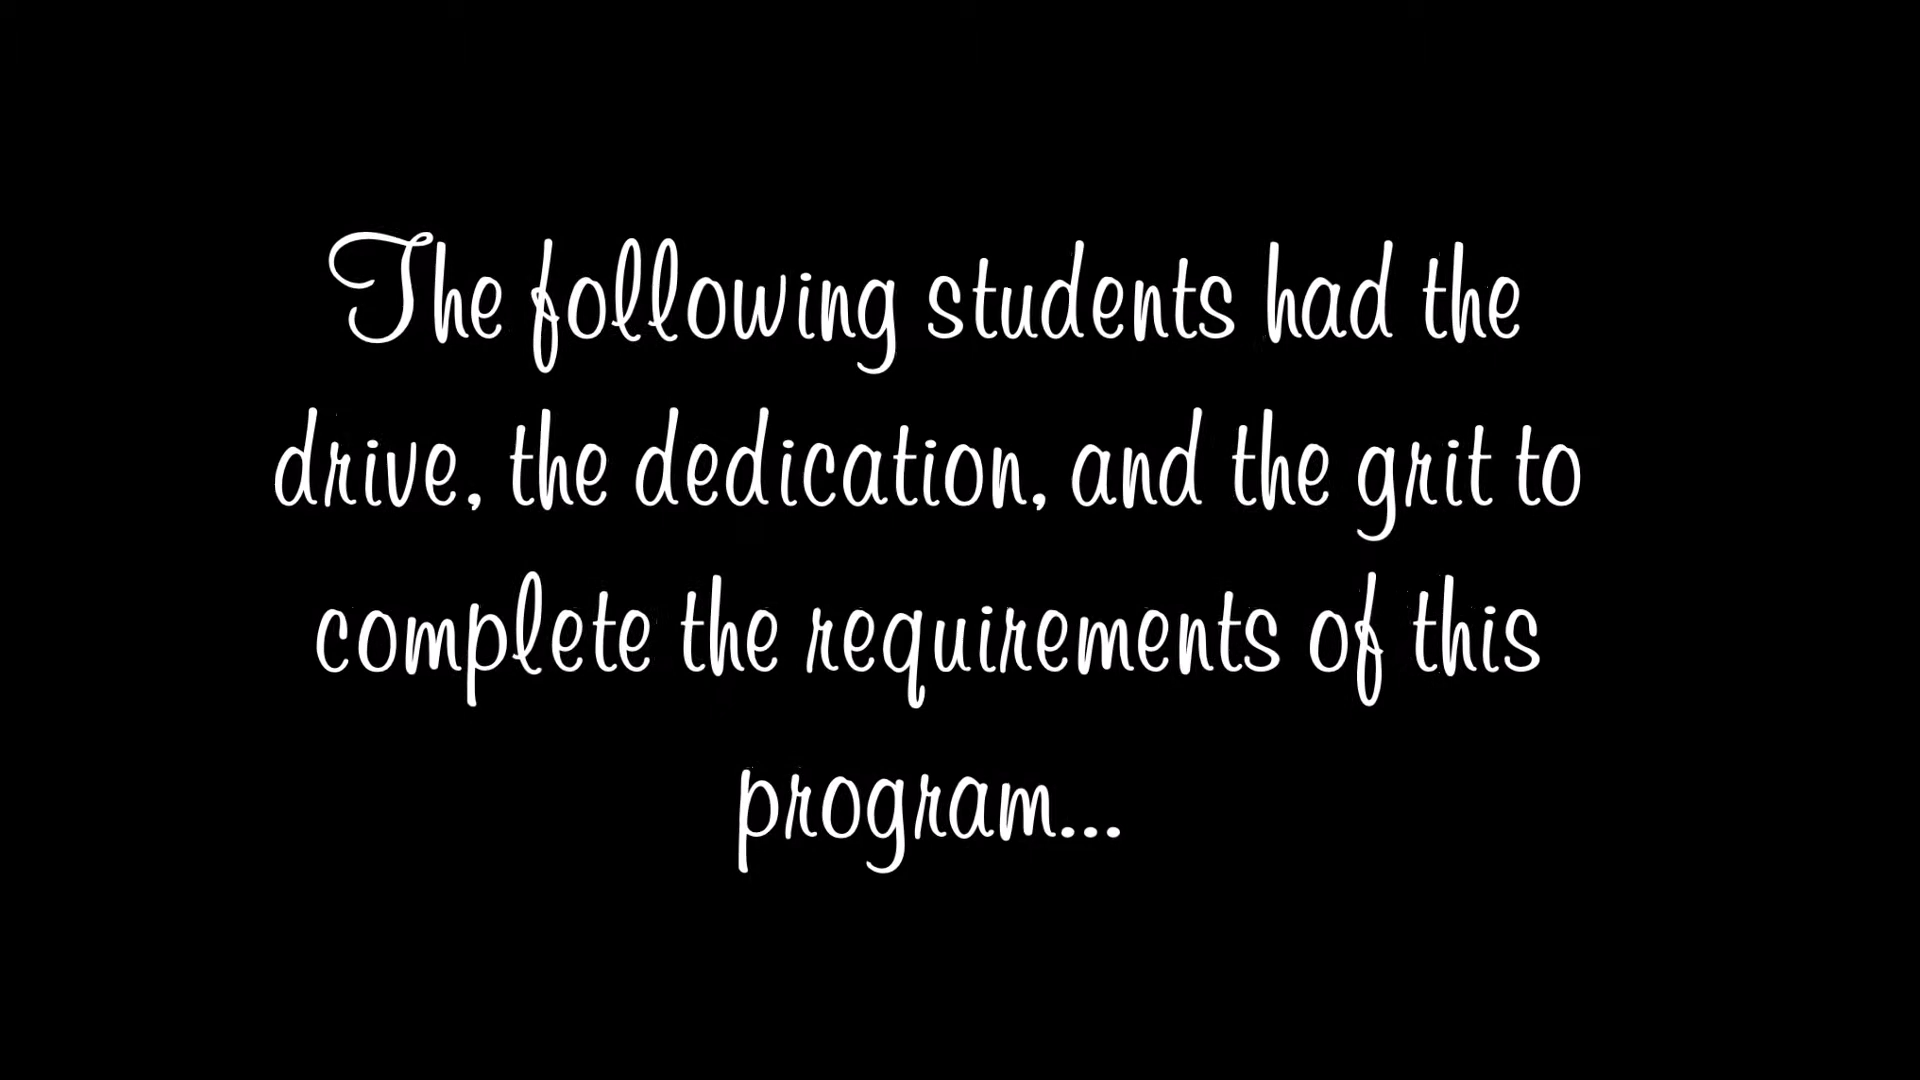 The following students had the
drive, the dedication, and the grit to
complete the requirements of this
program...